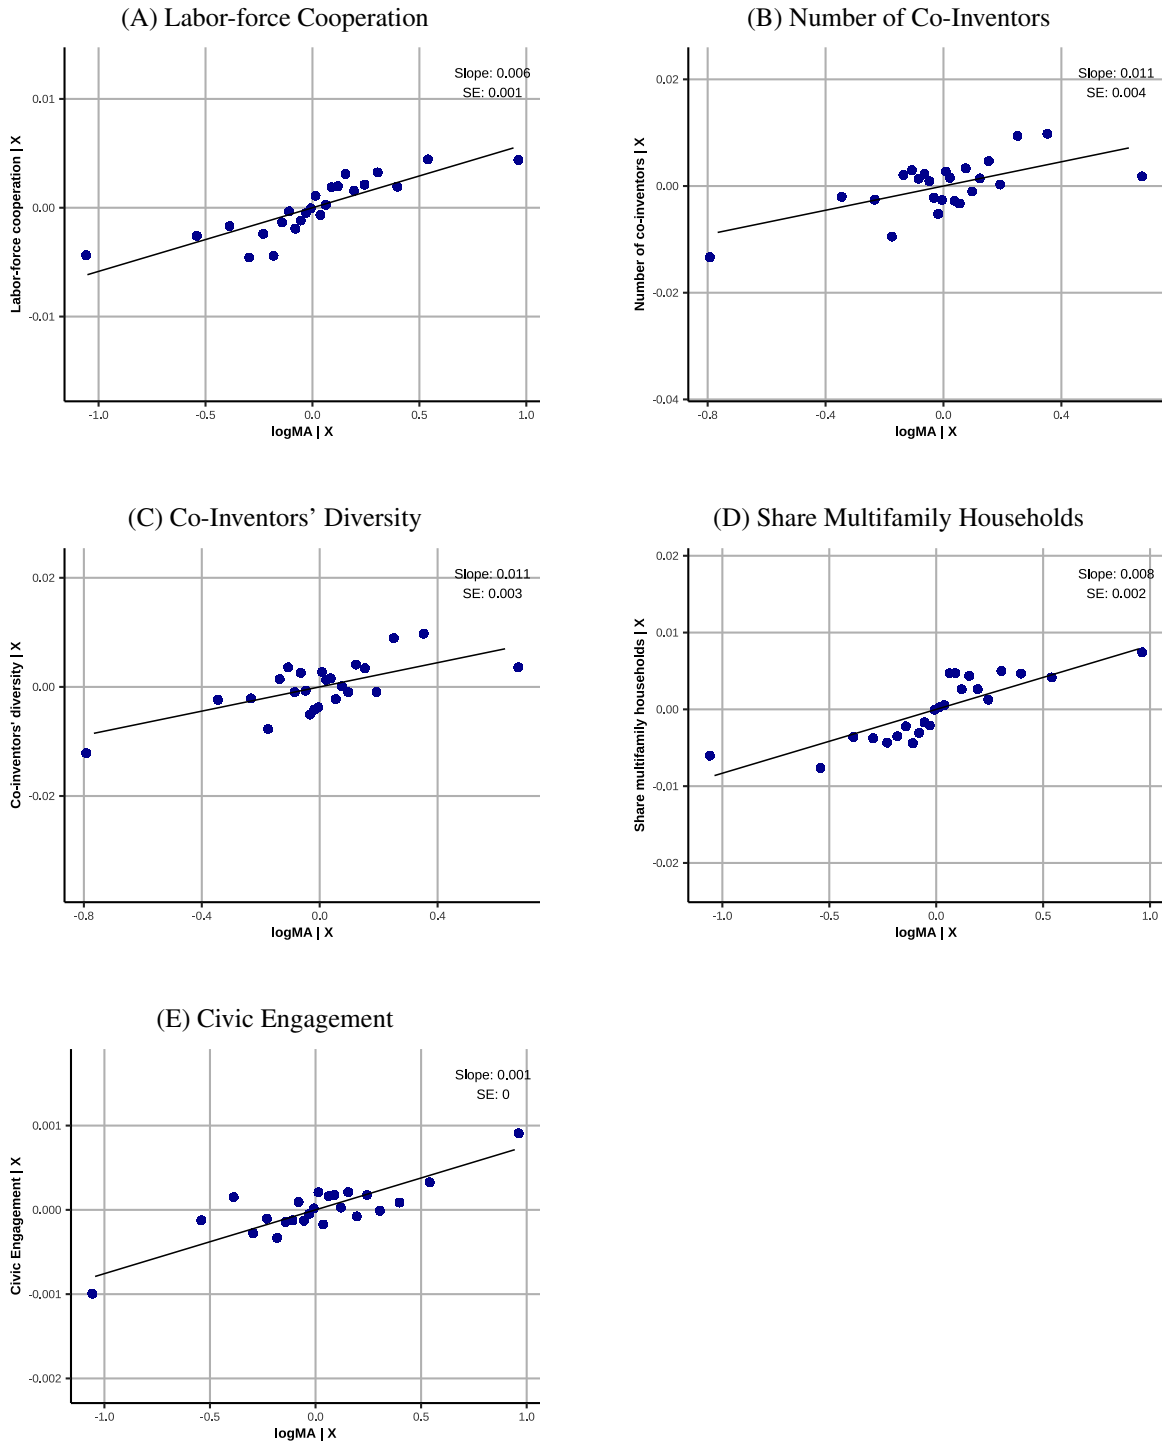 (A) Labor-force Cooperation
Slope: 0.006
SE: 0.001
0.01
0.00
-0.01
Labor-force cooperation | X
-1.0 -0.5 0.0 0.5 1.0
logMA | X
(B) Number of Co-Inventors
Slope: 0.011
SE: 0.004
0.02
0.00
-0.02
-0.04
Number of co-inventors | X
-0.8 -0.4 0.0 0.4
logMA | X
(C) Co-Inventors' Diversity
Slope: 0.011
SE: 0.003
0.02
0.00
-0.02
Co-inventors' diversity | X
-0.8 -0.4 0.0 0.4
logMA | X
(D) Share Multifamily Households
Slope: 0.008
SE: 0.002
0.02
0.01
0.00
-0.01
-0.02
Share multifamily households | X
-1.0 -0.5 0.0 0.5 1.0
logMA | X
(E) Civic Engagement
Slope: 0.001
SE: 0
0.001
0.000
-0.001
-0.002
Civic Engagement | X
-1.0 -0.5 0.0 0.5 1.0
logMA | X